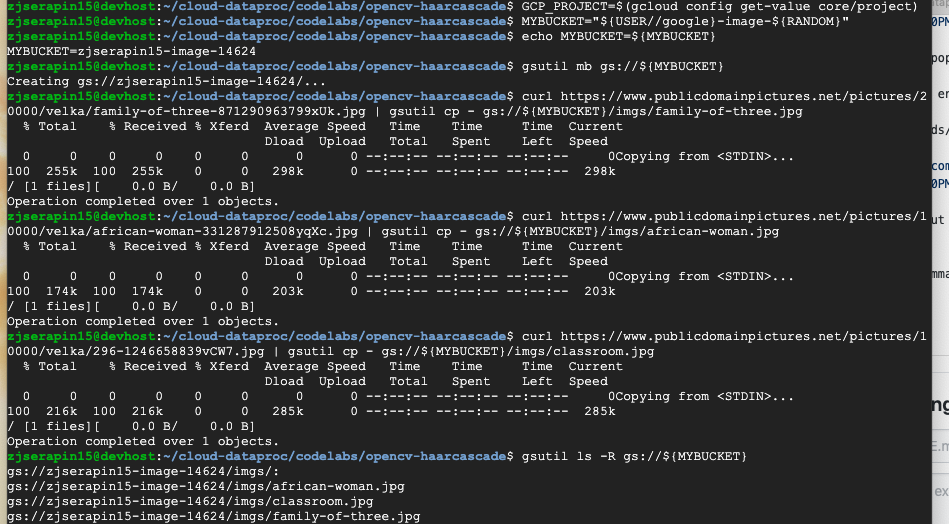 zjserapin15@devhost:~/cloud-dataproc/codelabs/opencv-haarcascade$ GCP_PROJECT=$(gcloud config get-value core/project)
zjserapin15@devhost:~/cloud-dataproc/codelabs/opencv-haarcascade$ MYBUCKET="${USER//google}-image-${RANDOM}"
zjserapin15@devhost:~/cloud-dataproc/codelabs/opencv-haarcascade$ echo MYBUCKET=${MYBUCKET}
MYBUCKET=zjserapin15-image-14624
zjserapin15@devhost:~/cloud-dataproc/codelabs/opencv-haarcascade$ gsutil mb gs://${MYBUCKET}
Creating gs://zjserapin15-image-14624/...
zjserapin15@devhost:~/cloud-dataproc/codelabs/opencv-haarcascade$ curl https://www.publicdomainpictures.net/pictures/2
0000/velka/family-of-three-871290963799xUk.jpg | gsutil cp - gs://${MYBUCKET}/imgs/family-of-three.jpg
  % Total    % Received % Xferd  Average Speed   Time    Time     Time  Current
                                 Dload  Upload   Total   Spent    Left  Speed
  0     0    0     0    0     0      0      0 --:--:-- --:--:-- --:--:--     0Copying from <STDIN>...
100  255k  100  255k    0     0   298k      0 --:--:-- --:--:-- --:--:--  298k
/ [1 files][    0.0 B/    0.0 B]
Operation completed over 1 objects.
zjserapin15@devhost:~/cloud-dataproc/codelabs/opencv-haarcascade$ curl https://www.publicdomainpictures.net/pictures/1
0000/velka/african-woman-331287912508yqXc.jpg | gsutil cp - gs://${MYBUCKET}/imgs/african-woman.jpg
  % Total    % Received % Xferd  Average Speed   Time    Time     Time  Current
                                 Dload  Upload   Total   Spent    Left  Speed
  0     0    0     0    0     0      0      0 --:--:-- --:--:-- --:--:--     0Copying from <STDIN>...
100  174k  100  174k    0     0   203k      0 --:--:-- --:--:-- --:--:--  203k
/ [1 files][    0.0 B/    0.0 B]
Operation completed over 1 objects.
zjserapin15@devhost:~/cloud-dataproc/codelabs/opencv-haarcascade$ curl https://www.publicdomainpictures.net/pictures/1
0000/velka/296-1246658839vCW7.jpg | gsutil cp - gs://${MYBUCKET}/imgs/classroom.jpg
  % Total    % Received % Xferd  Average Speed   Time    Time     Time  Current
                                 Dload  Upload   Total   Spent    Left  Speed
  0     0    0     0    0     0      0      0 --:--:-- --:--:-- --:--:--     0Copying from <STDIN>...
100  216k  100  216k    0     0   285k      0 --:--:-- --:--:-- --:--:--  285k
/ [1 files][    0.0 B/    0.0 B]
Operation completed over 1 objects.
zjserapin15@devhost:~/cloud-dataproc/codelabs/opencv-haarcascade$ gsutil ls -R gs://${MYBUCKET}
gs://zjserapin15-image-14624/imgs/:
gs://zjserapin15-image-14624/imgs/african-woman.jpg
gs://zjserapin15-image-14624/imgs/classroom.jpg
gs://zjserapin15-image-14624/imgs/family-of-three.jpg